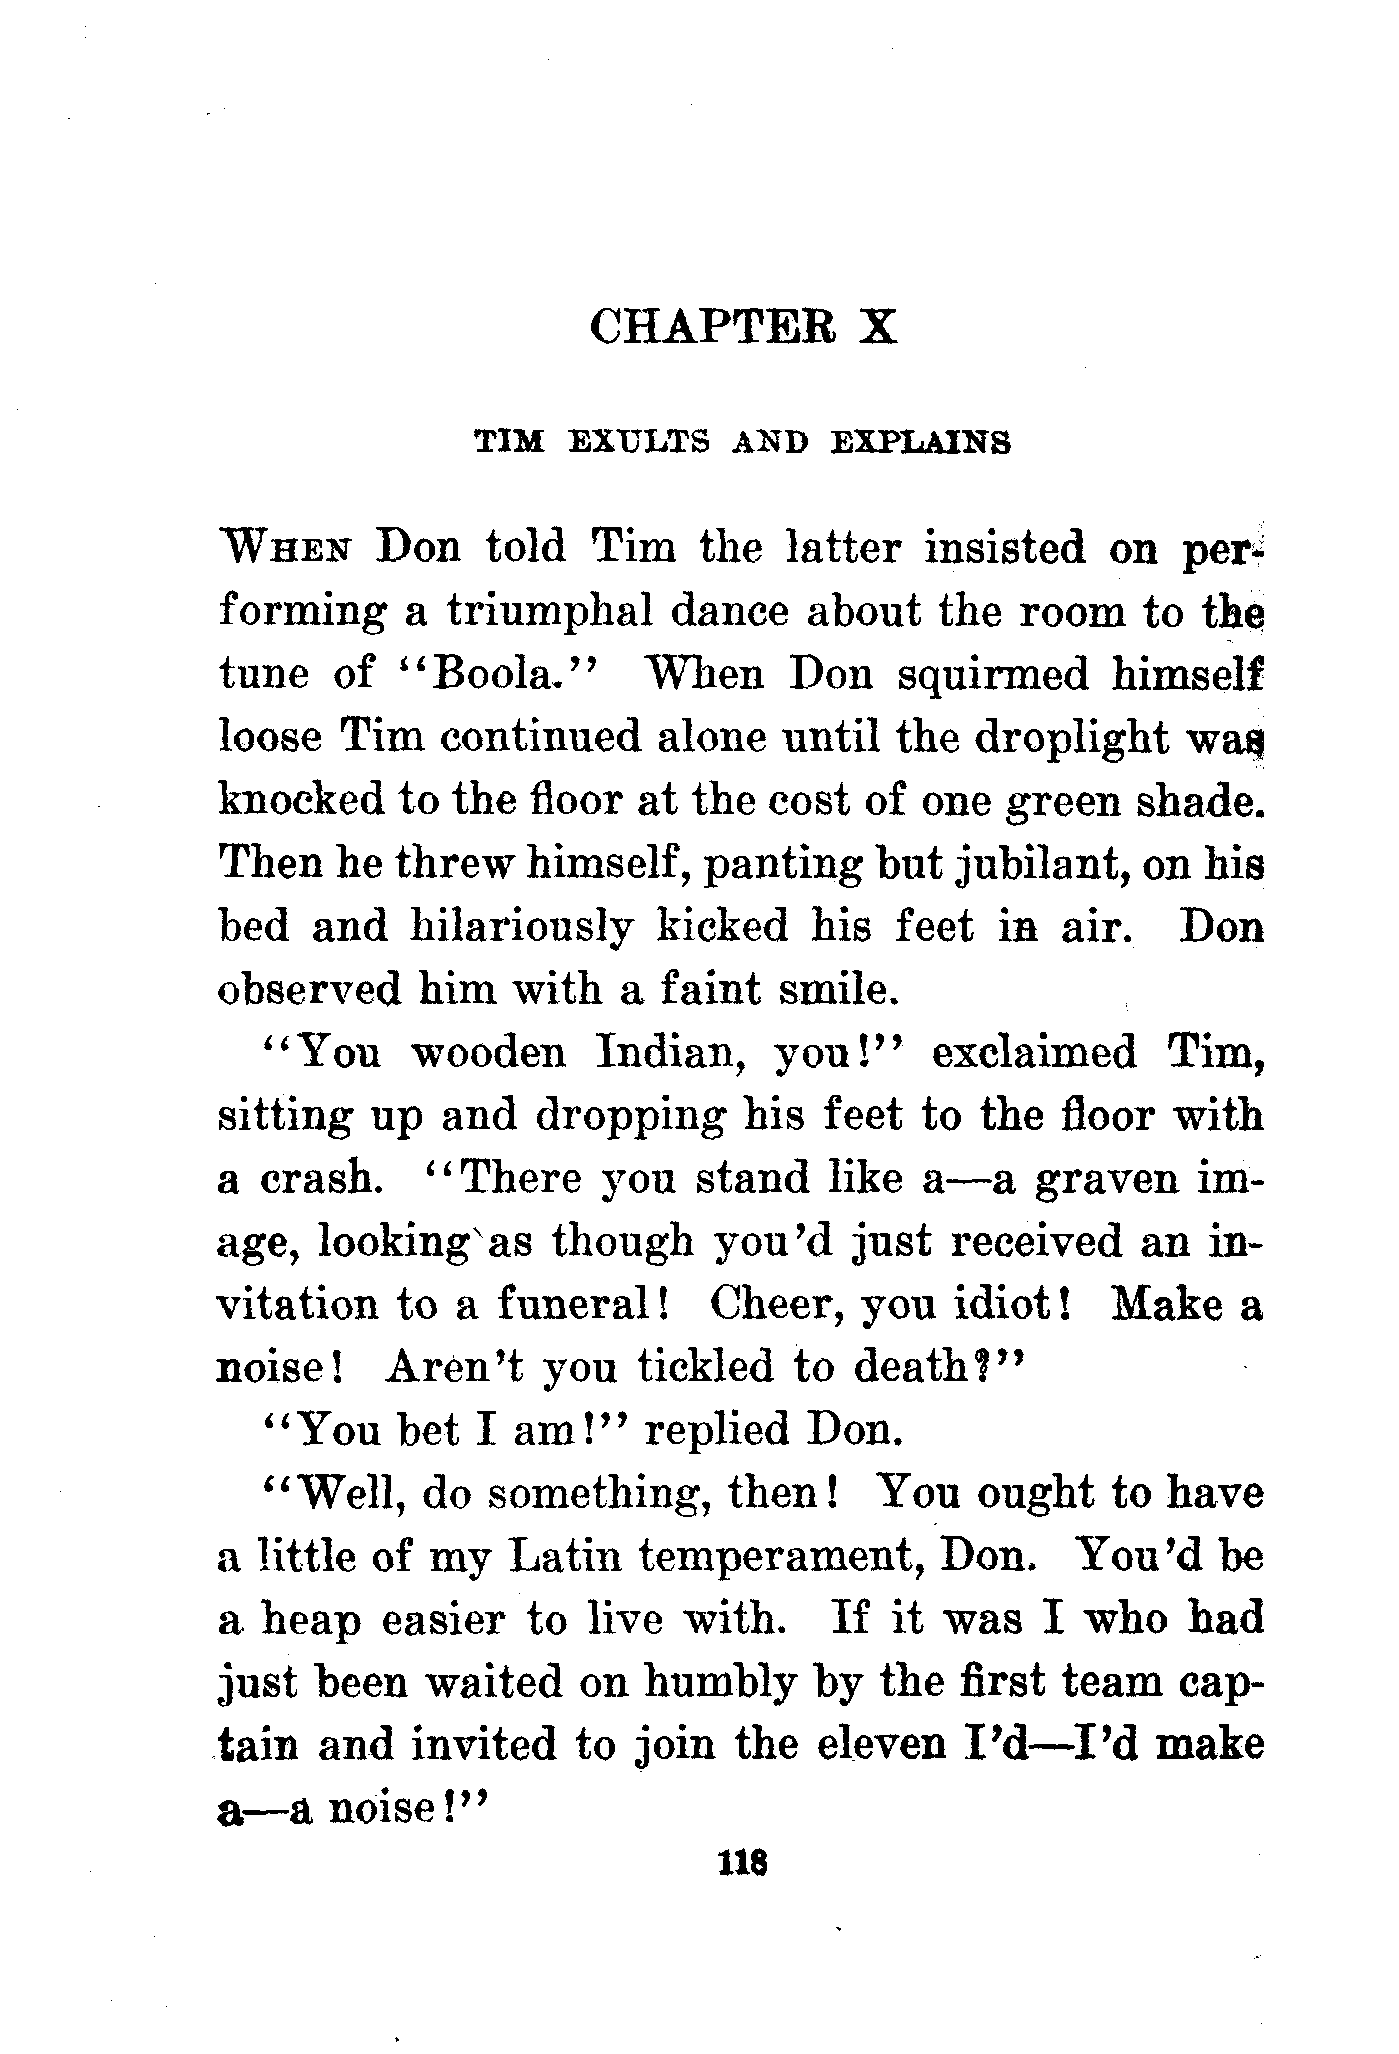 CHAPTER X
TIM EXULTS AND EXPLAINS
WHEN Don told Tim the latter insisted on per-
forming a triumphal dance about the room to the
tune of "Boola." When Don squirmed himself
loose Tim continued alone until the droplight was
knocked to the floor at the cost of one green shade.
Then he threw himself, panting but jubilant, on his
bed and hilariously kicked his feet in air. Don
observed him with a faint smile.
"You wooden Indian, you!" exclaimed Tim,
sitting up and dropping his feet to the floor with
a crash. "There you stand like a—a graven im-
age, looking as though you'd just received an in-
vitation to a funeral! Cheer, you idiot! Make a
noise! Aren't you tickled to death?"
"You bet I am!" replied Don.
"Well, do something, then! You ought to have
a little of my Latin temperament, Don. You'd be
a heap easier to live with. If it was I who had
just been waited on humbly by the first team cap-
tain and invited to join the eleven I'd—I'd make
a—a noise!"
118